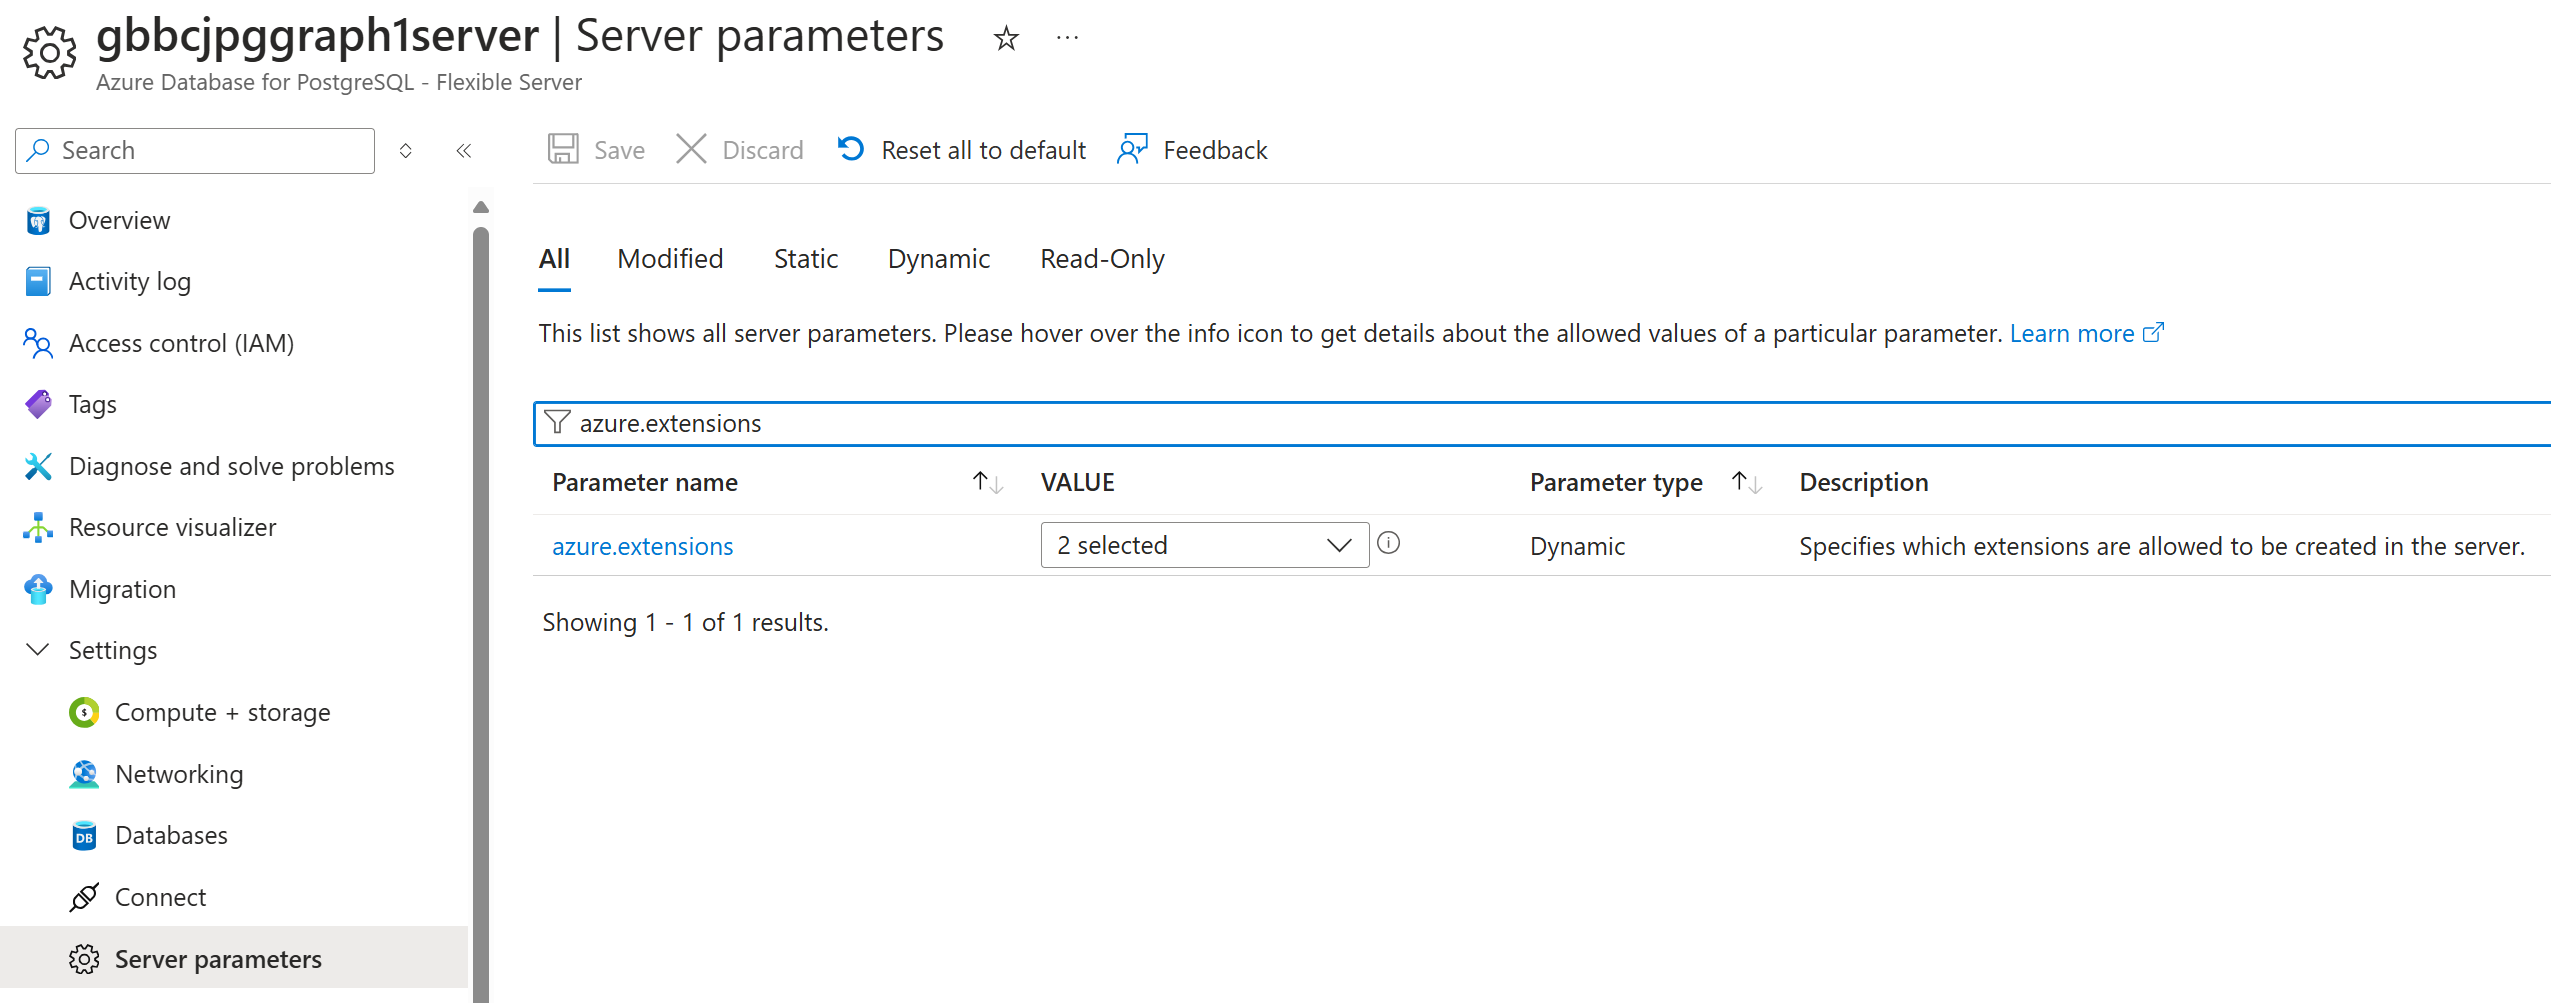 gbbcjpggraph1server | Server parameters
Azure Database for PostgreSQL - Flexible Server
Search
Save Discard Reset all to default Feedback
Overview
Activity log
Access control (IAM)
Tags
Diagnose and solve problems
Resource visualizer
Migration
Settings
Compute + storage
Networking
Databases
Connect
Server parameters
All Modified Static Dynamic Read-Only
This list shows all server parameters. Please hover over the info icon to get details about the allowed values of a particular parameter. Learn more
azure.extensions
Parameter name VALUE Parameter type Description
azure.extensions 2 selected Dynamic Specifies which extensions are allowed to be created in the server.
Showing 1 - 1 of 1 results.